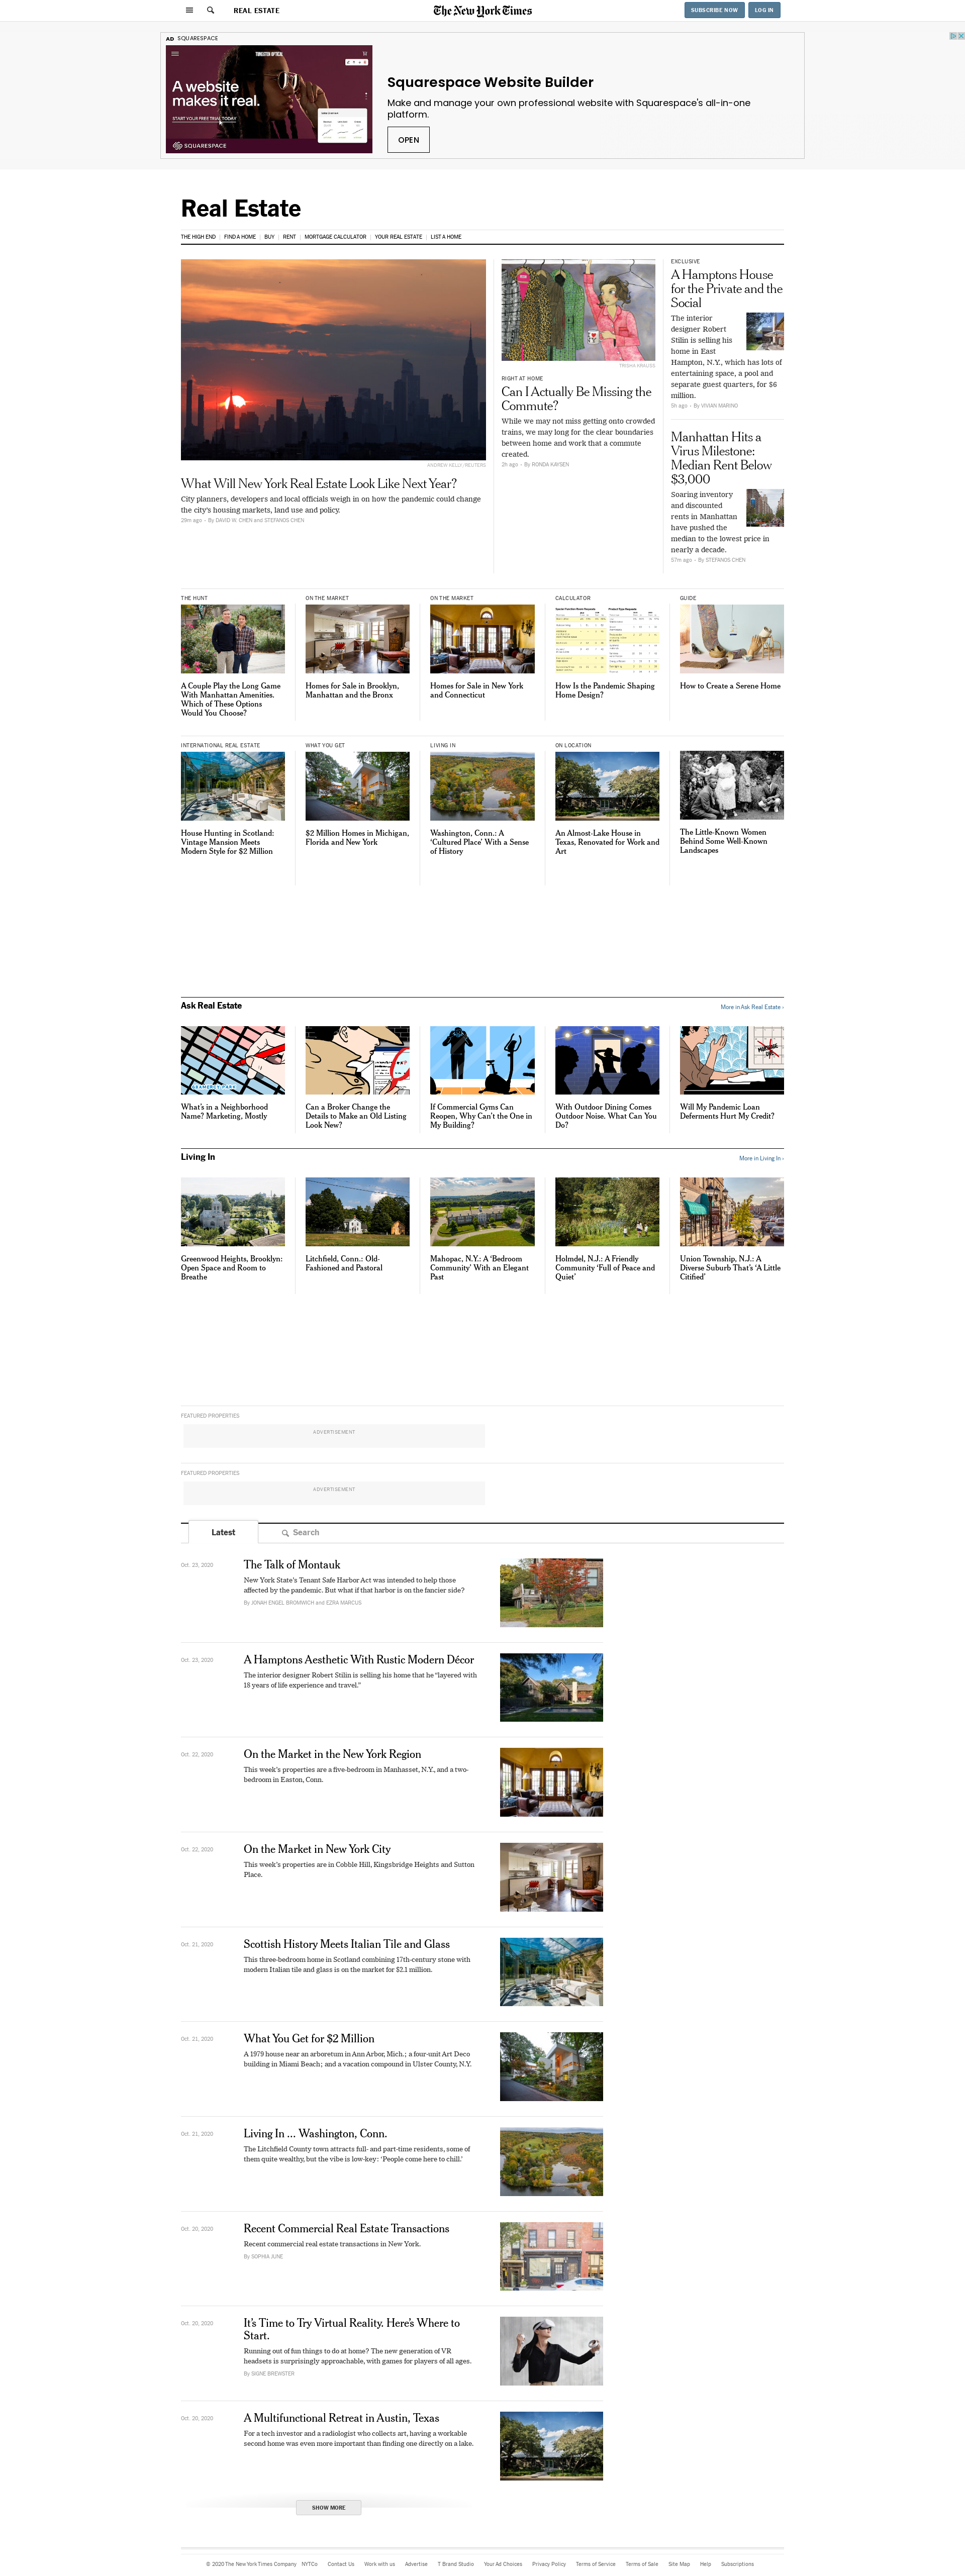 REAL ESTATE
The New York Times
SUBSCRIBE NOW
LOG IN
AD SQUARESPACE
A website
makes it real.
START YOUR FREE TRIAL TODAY
SQUARESPACE
Squarespace Website Builder
Make and manage your own professional website with Squarespace's all-in-one
platform.
OPEN
Real Estate
THE HIGH END | FIND A HOME | BUY | RENT | MORTGAGE CALCULATOR | YOUR REAL ESTATE | LIST A HOME
ANDREW KELLY/REUTERS
What Will New York Real Estate Look Like Next Year?
City planners, developers and local officials weigh in on how the pandemic could change
the city's housing markets, land use and policy.
29m ago - By DAVID W. CHEN and STEFANOS CHEN
TRISHA KRAUSS
RIGHT AT HOME
Can I Actually Be Missing the
Commute?
While we may not miss getting onto crowded
trains, we may long for the clear boundaries
between home and work that a commute
created.
2h ago - By RONDA KAYSEN
EXCLUSIVE
A Hamptons House
for the Private and the
Social
The interior
designer Robert
Stilin is selling his
home in East
Hampton, N.Y., which has lots of
entertaining space, a pool and
separate guest quarters, for $6
million.
5h ago - By VIVIAN MARINO
Manhattan Hits a
Virus Milestone:
Median Rent Below
$3,000
Soaring inventory
and discounted
rents in Manhattan
have pushed the
median to the lowest price in
nearly a decade.
57m ago - By STEFANOS CHEN
THE HUNT
A Couple Play the Long Game
With Manhattan Amenities.
Which of These Options
Would You Choose?
ON THE MARKET
Homes for Sale in Brooklyn,
Manhattan and the Bronx
ON THE MARKET
Homes for Sale in New York
and Connecticut
CALCULATOR
How Is the Pandemic Shaping
Home Design?
GUIDE
How to Create a Serene Home
INTERNATIONAL REAL ESTATE
House Hunting in Scotland:
Vintage Mansion Meets
Modern Style for $2 Million
WHAT YOU GET
$2 Million Homes in Michigan,
Florida and New York
LIVING IN
Washington, Conn.: A
‘Cultured Place’ With a Sense
of History
ON LOCATION
An Almost-Lake House in
Texas, Renovated for Work and
Art
The Little-Known Women
Behind Some Well-Known
Landscapes
Ask Real Estate
More in Ask Real Estate »
GRAMERCY PARK
What’s in a Neighborhood
Name? Marketing, Mostly
Can a Broker Change the
Details to Make an Old Listing
Look New?
If Commercial Gyms Can
Reopen, Why Can’t the One in
My Building?
With Outdoor Dining Comes
Outdoor Noise. What Can You
Do?
Will My Pandemic Loan
Deferments Hurt My Credit?
Living In
More in Living In »
Greenwood Heights, Brooklyn:
Open Space and Room to
Breathe
Litchfield, Conn.: Old-
Fashioned and Pastoral
Mahopac, N.Y.: A ‘Bedroom
Community’ With an Elegant
Past
Holmdel, N.J.: A Friendly
Community ‘Full of Peace and
Quiet’
Union Township, N.J.: A
Diverse Suburb That’s ‘A Little
Citified’
FEATURED PROPERTIES
ADVERTISEMENT
FEATURED PROPERTIES
ADVERTISEMENT
Latest
Search
Oct. 23, 2020
The Talk of Montauk
New York State’s Tenant Safe Harbor Act was intended to help those
affected by the pandemic. But what if that harbor is on the fancier side?
By JONAH ENGEL BROMWICH and EZRA MARCUS
Oct. 23, 2020
A Hamptons Aesthetic With Rustic Modern Décor
The interior designer Robert Stilin is selling his home that he “layered with
18 years of life experience and travel.”
Oct. 22, 2020
On the Market in the New York Region
This week’s properties are a five-bedroom in Manhasset, N.Y., and a two-
bedroom in Easton, Conn.
Oct. 22, 2020
On the Market in New York City
This week’s properties are in Cobble Hill, Kingsbridge Heights and Sutton
Place.
Oct. 21, 2020
Scottish History Meets Italian Tile and Glass
This three-bedroom home in Scotland combining 17th-century stone with
modern Italian tile and glass is on the market for $2.1 million.
Oct. 21, 2020
What You Get for $2 Million
A 1979 house near an arboretum in Ann Arbor, Mich.; a four-unit Art Deco
building in Miami Beach; and a vacation compound in Ulster County, N.Y.
Oct. 21, 2020
Living In ... Washington, Conn.
The Litchfield County town attracts full- and part-time residents, some of
them quite wealthy, but the vibe is low-key: ‘People come here to chill.’
Oct. 20, 2020
Recent Commercial Real Estate Transactions
Recent commercial real estate transactions in New York.
By SOPHIA JUNE
Oct. 20, 2020
It’s Time to Try Virtual Reality. Here’s Where to
Start.
Running out of fun things to do at home? The new generation of VR
headsets is surprisingly approachable, with games for players of all ages.
By SIGNE BREWSTER
Oct. 20, 2020
A Multifunctional Retreat in Austin, Texas
For a tech investor and a radiologist who collects art, having a workable
second home was even more important than finding one directly on a lake.
SHOW MORE
© 2020 The New York Times Company NYTCo Contact Us Work with us Advertise T Brand Studio Your Ad Choices Privacy Policy Terms of Service Terms of Sale Site Map Help Subscriptions